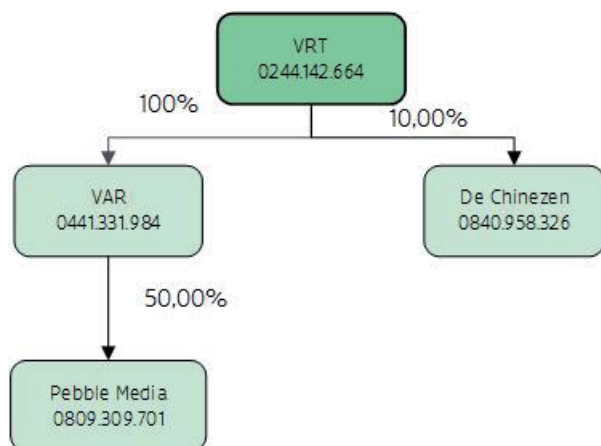 VRT
0244.142.664
100%
10,00%
VAR
0441.331.984
De Chinezen
0840.958.326
50,00%
Pebble Media
0809.309.701